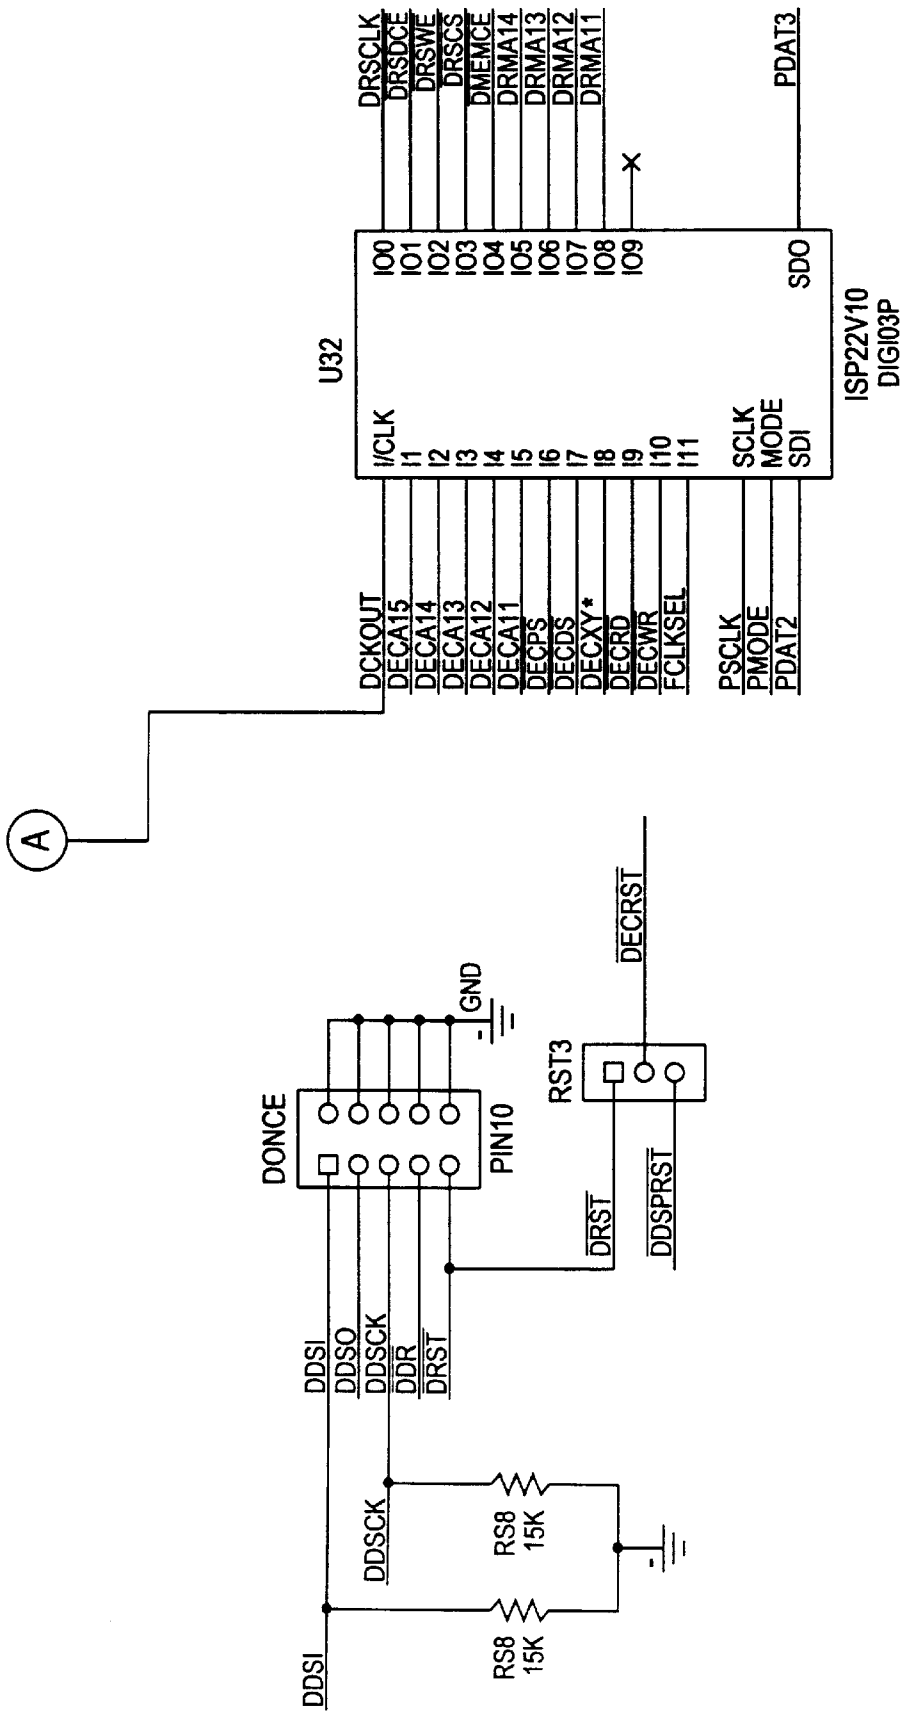 A
U32
DCKOUT
DECA15
DECA14
DECA13
DECA12
DECA11
DECPS
DECDS
DECXY*
DECRD
DECWR
FCLKSEL
PSCLK
PMODE
PDAT2
I/CLK
I1
I2
I3
I4
I5
I6
I7
I8
I9
I10
I11
SCLK
MODE
SDI
IO0
IO1
IO2
IO3
IO4
IO5
IO6
IO7
IO8
IO9
SDO
DRSCLK
DRSDCE
DRSWE
DRSCS
DMEMCE
DRMA14
DRMA13
DRMA12
DRMA11
PDAT3
ISP22V10
DIGI03P
DONCE
PIN10
GND
DDSI
DDSO
DDSCK
DDR
DRST
RST3
DECRST
DRST
DDSPRST
DDSI
DDSCK
RS8
15K
RS8
15K